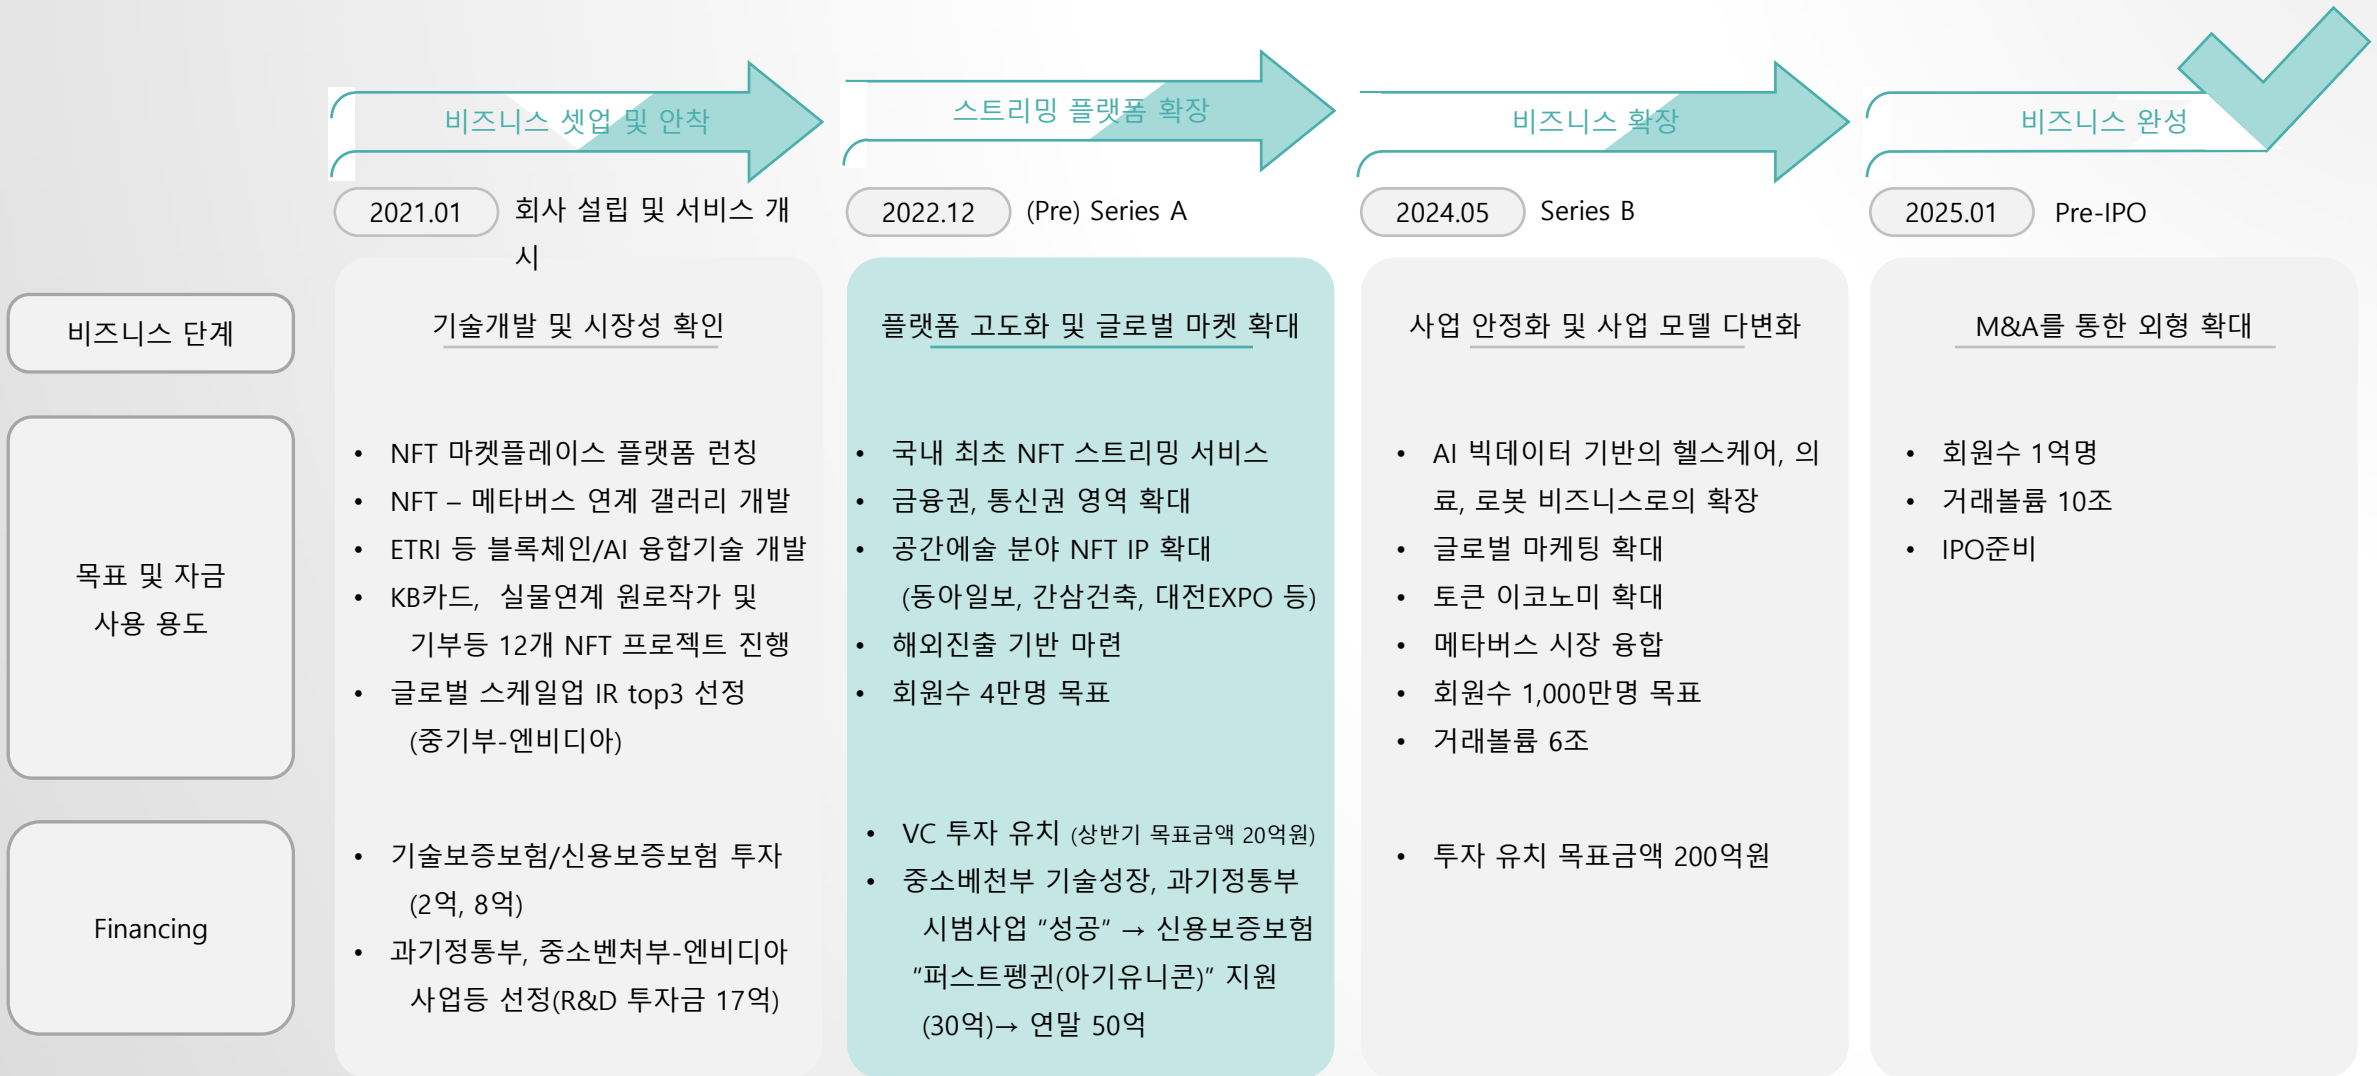 비즈니스 셋업 및 안착
스트리밍 플랫폼 확장
비즈니스 확장
비즈니스 완성
2021.01
회사 설립 및 서비스 개
시
2022.12
(Pre) Series A
2024.05
Series B
2025.01
Pre-IPO
비즈니스 단계
기술개발 및 시장성 확인
플랫폼 고도화 및 글로벌 마켓 확대
사업 안정화 및 사업 모델 다변화
M&A를 통한 외형 확대
목표 및 자금
사용 용도
• NFT 마켓플레이스 플랫폼 런칭
• NFT – 메타버스 연계 갤러리 개발
• ETRI 등 블록체인/AI 융합기술 개발
• KB카드, 실물연계 원로작가 및
기부등 12개 NFT 프로젝트 진행
• 글로벌 스케일업 IR top3 선정
(중기부-엔비디아)
• 국내 최초 NFT 스트리밍 서비스
• 금융권, 통신권 영역 확대
• 공간에술 분야 NFT IP 확대
(동아일보, 간삼건축, 대전EXPO 등)
• 해외진출 기반 마련
• 회원수 4만명 목표
• AI 빅데이터 기반의 헬스케어, 의
료, 로봇 비즈니스로의 확장
• 글로벌 마케팅 확대
• 토큰 이코노미 확대
• 메타버스 시장 융합
• 회원수 1,000만명 목표
• 거래볼륨 6조
• 회원수 1억명
• 거래볼륨 10조
• IPO준비
Financing
• 기술보증보험/신용보증보험 투자
(2억, 8억)
• 과기정통부, 중소벤처부-엔비디아
사업등 선정(R&D 투자금 17억)
• VC 투자 유치 (상반기 목표금액 20억원)
• 중소베천부 기술성장, 과기정통부
시범사업 “성공” → 신용보증보험
“퍼스트펭귄(아기유니콘)” 지원
(30억)→ 연말 50억
• 투자 유치 목표금액 200억원